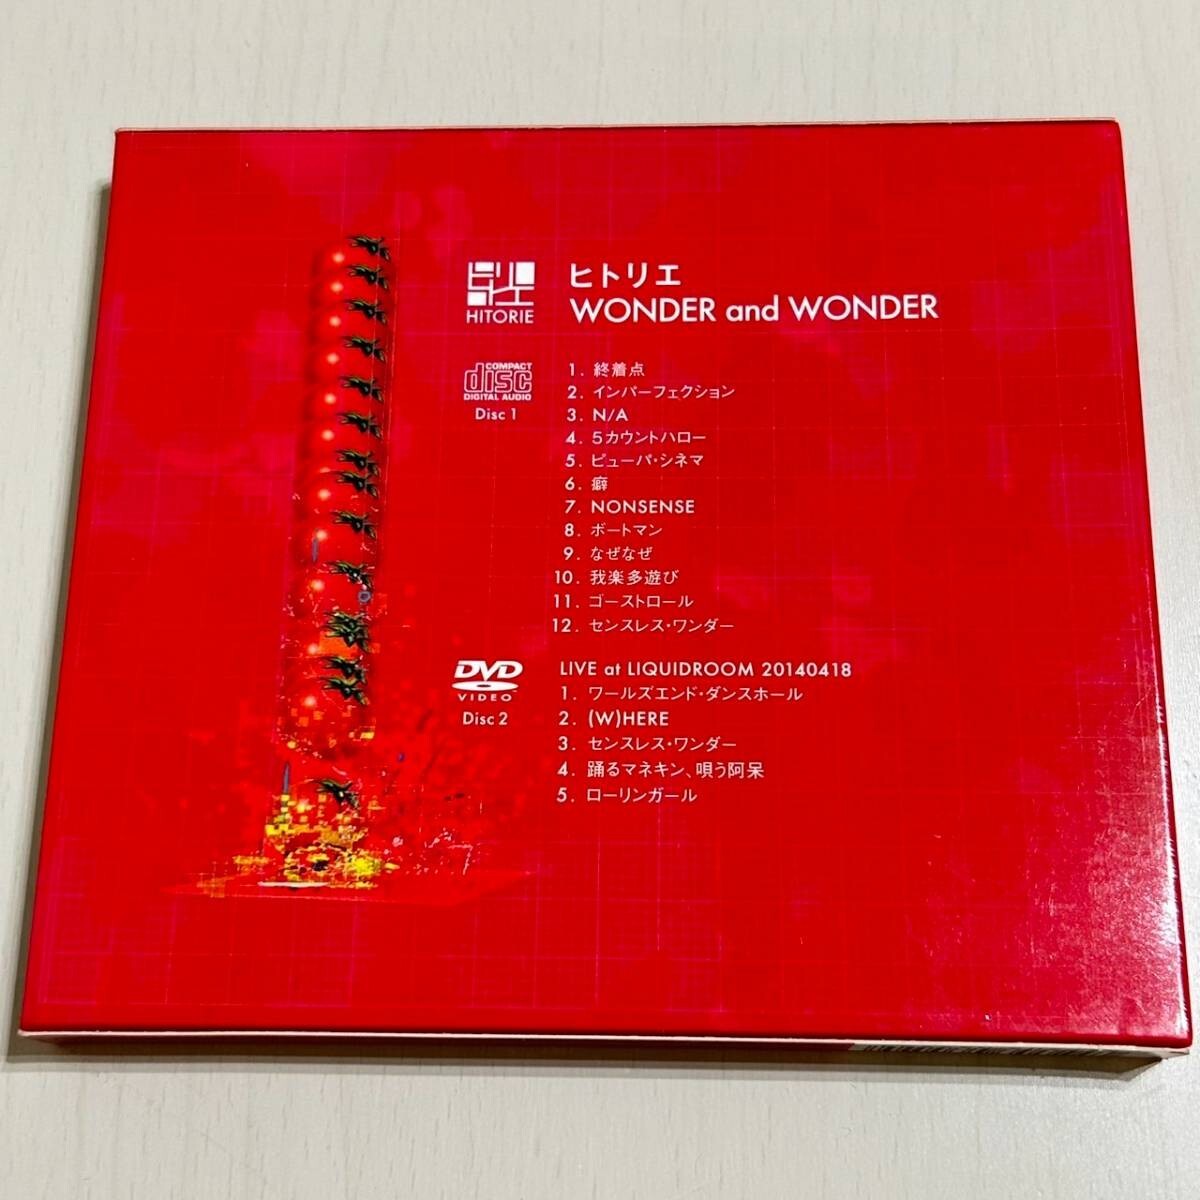 ヒトリエ
HITORIE
ヒトリエ
WONDER and WONDER
COMPACT
disc
DIGITAL AUDIO
Disc 1
1. 終着点
2. インパーフェクション
3. N/A
4. 5カウントハロー
5. ピューパ・シネマ
6. 癖
7. NONSENSE
8. ボートマン
9. なぜなぜ
10. 我楽多遊び
11. ゴーストロール
12. センスレス・ワンダー
DVD
VIDEO
Disc 2
LIVE at LIQUIDROOM 20140418
1. ワールズエンド・ダンスホール
2. (W)HERE
3. センスレス・ワンダー
4. 踊るマネキン、唄う阿呆
5. ローリンガール